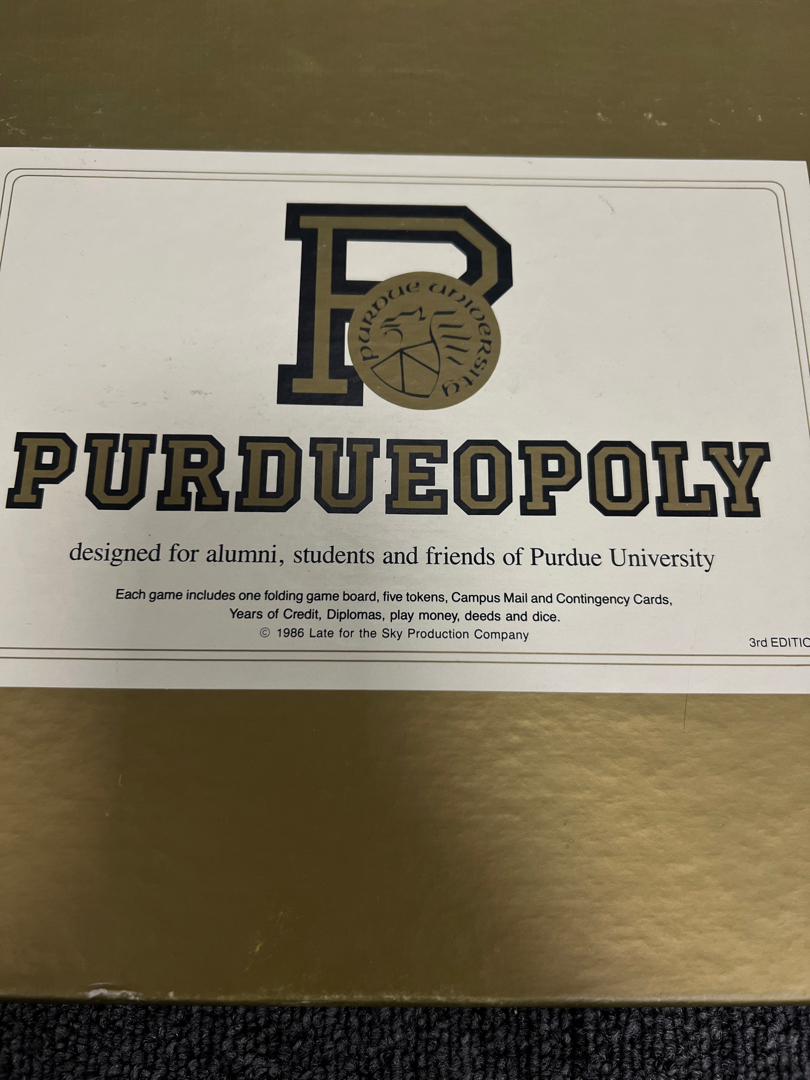 PURDUE UNIVERSITY
PURDUEOPOLY
designed for alumni, students and friends of Purdue University
Each game includes one folding game board, five tokens, Campus Mail and Contingency Cards,
Years of Credit, Diplomas, play money, deeds and dice.
© 1986 Late for the Sky Production Company
3rd EDITIO